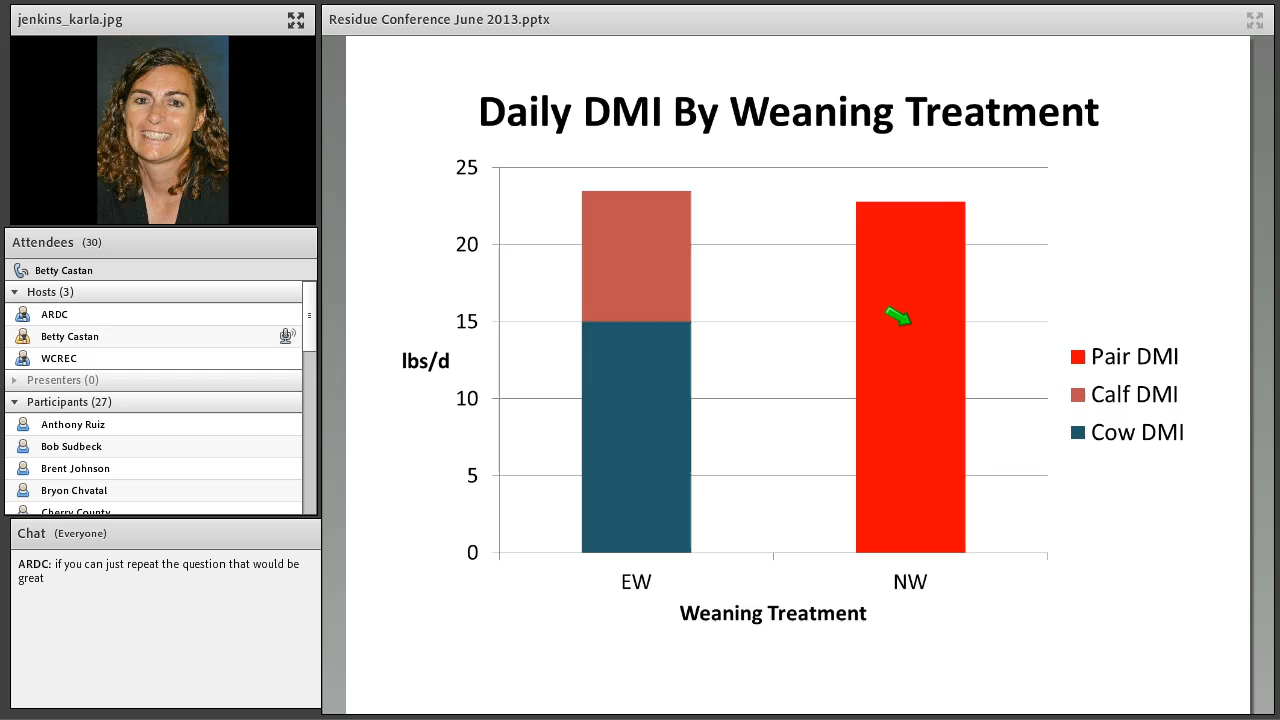 jenkins_karla.jpg
Attendees (30)
Betty Castan
Hosts (3)
ARDC
Betty Castan
WCREC
Presenters (0)
Participants (27)
Anthony Ruiz
Bob Sudbeck
Brent Johnson
Bryon Chvatal
Cherry County
Chat (Everyone)
ARDC: if you can just repeat the question that would be
great
Residue Conference June 2013.pptx
Daily DMI By Weaning Treatment
25
20
15
10
5
0
lbs/d
EW
NW
Weaning Treatment
Pair DMI
Calf DMI
Cow DMI